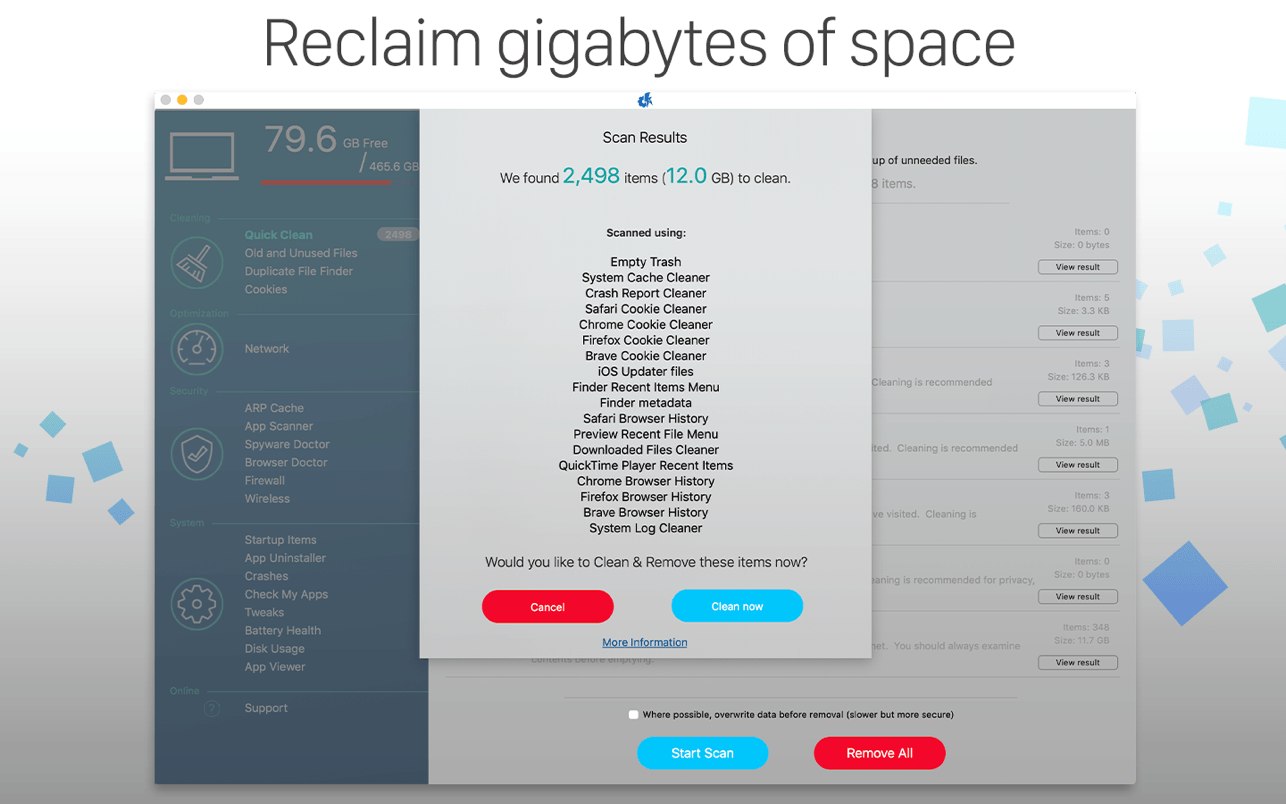 Reclaim gigabytes of space
79.6 GB Free
/ 465.6 GB
Cleaning
Quick Clean 2498
Old and Unused Files
Duplicate File Finder
Cookies
Optimization
Network
Security
ARP Cache
App Scanner
Spyware Doctor
Browser Doctor
Firewall
Wireless
System
Startup Items
App Uninstaller
Crashes
Check My Apps
Tweaks
Battery Health
Disk Usage
App Viewer
Online
? Support
Scan Results
We found 2,498 items (12.0 GB) to clean.
Scanned using:
Empty Trash
System Cache Cleaner
Crash Report Cleaner
Safari Cookie Cleaner
Chrome Cookie Cleaner
Firefox Cookie Cleaner
Brave Cookie Cleaner
iOS Updater files
Finder Recent Items Menu
Finder metadata
Safari Browser History
Preview Recent File Menu
Downloaded Files Cleaner
QuickTime Player Recent Items
Chrome Browser History
Firefox Browser History
Brave Browser History
System Log Cleaner
Would you like to Clean & Remove these items now?
Cancel
Clean now
More Information
up of unneeded files.
8 items.
Items: 0
Size: 0 bytes
View result
Items: 5
Size: 3.3 KB
View result
Items: 3
Cleaning is recommended
Size: 126.3 KB
View result
Items: 1
Size: 5.0 MB
ited. Cleaning is recommended
View result
Items: 3
Size: 160.0 KB
ve visited. Cleaning is
View result
Items: 0
Size: 0 bytes
eaning is recommended for privacy,
View result
Items: 348
Size: 11.7 GB
net. You should always examine
contents before emptying.
View result
Where possible, overwrite data before removal (slower but more secure)
Start Scan
Remove All